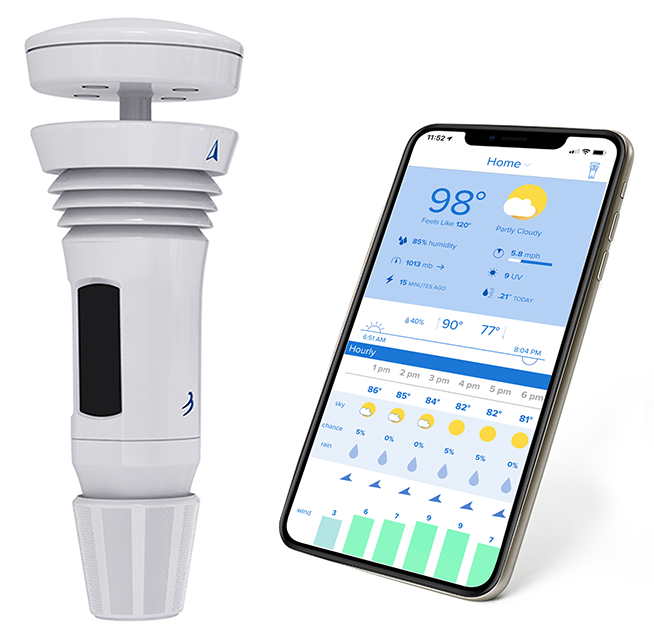 11:52
Home
98°
Feels Like 120°
Partly Cloudy
85% humidity
5.8 mph
1013 mb →
9 UV
15 MINUTES AGO
.21" TODAY
40% 90° 77°
6:51 AM 8:04 PM
Hourly
1 pm 2 pm 3 pm 4 pm 5 pm 6 pm
86° 85° 84° 82° 82° 81°
sky
chance 5% 0% 0% 5% 5% 0%
rain
wind 3 6 7 9 9 7